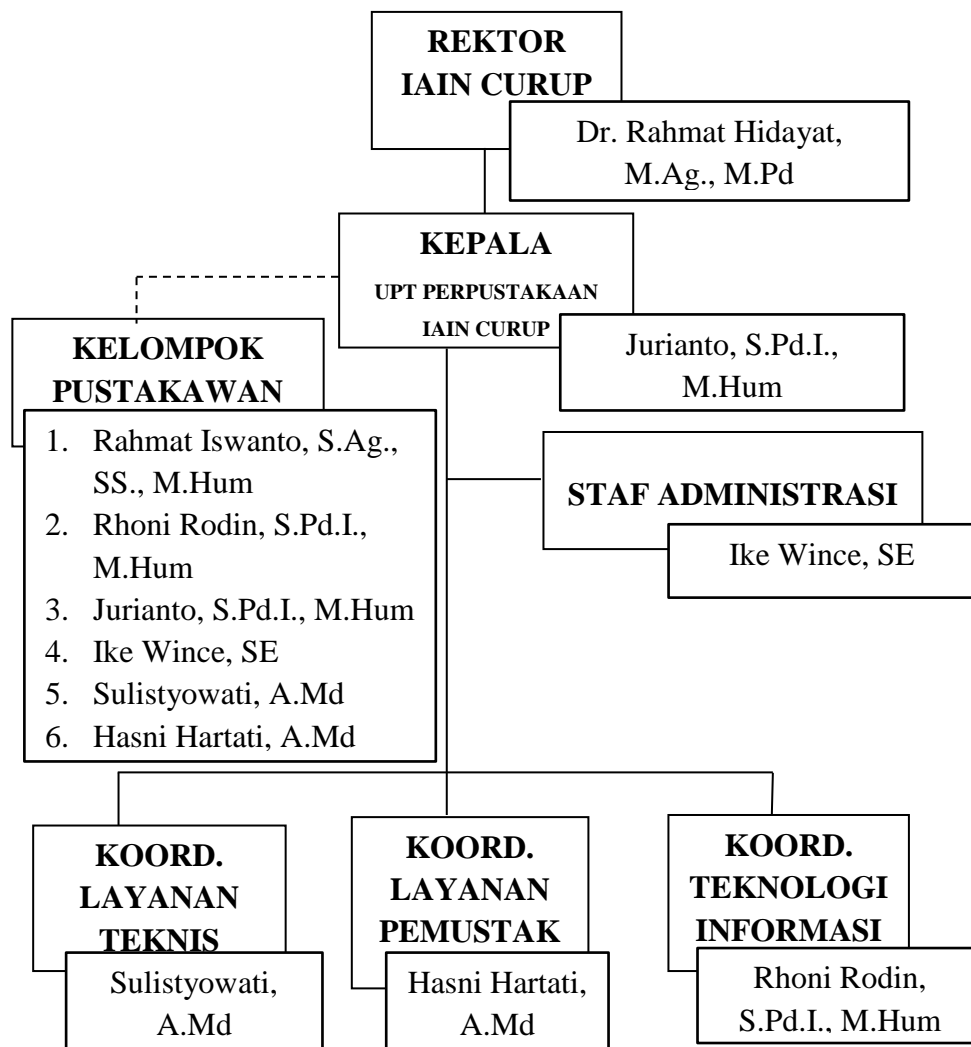 REKTOR
IAIN CURUP
Dr. Rahmat Hidayat,
M.Ag., M.Pd
KEPALA
UPT PERPUSTAKAAN
IAIN CURUP
Jurianto, S.Pd.I.,
M.Hum
KELOMPOK
PUSTAKAWAN
1. Rahmat Iswanto, S.Ag.,
SS., M.Hum
2. Rhoni Rodin, S.Pd.I.,
M.Hum
3. Jurianto, S.Pd.I., M.Hum
4. Ike Wince, SE
5. Sulistyowati, A.Md
6. Hasni Hartati, A.Md
STAF ADMINISTRASI
Ike Wince, SE
KOORD.
LAYANAN
TEKNIS
Sulistyowati,
A.Md
KOORD.
LAYANAN
PEMUSTAK
Hasni Hartati,
A.Md
KOORD.
TEKNOLOGI
INFORMASI
Rhoni Rodin,
S.Pd.I., M.Hum